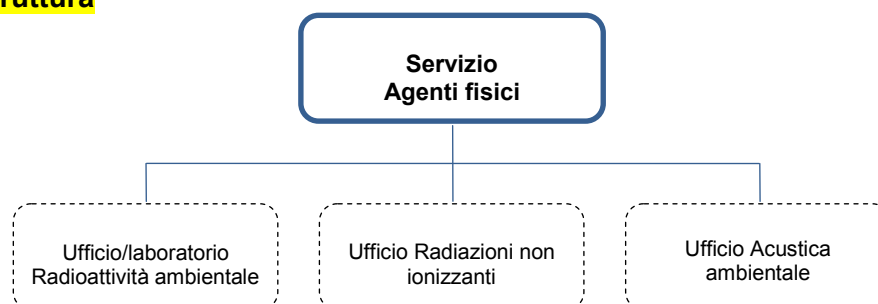 ruttura
Servizio
Agenti fisici
Ufficio/laboratorio
Radioattività ambientale
Ufficio Radiazioni non
ionizzanti
Ufficio Acustica
ambientale